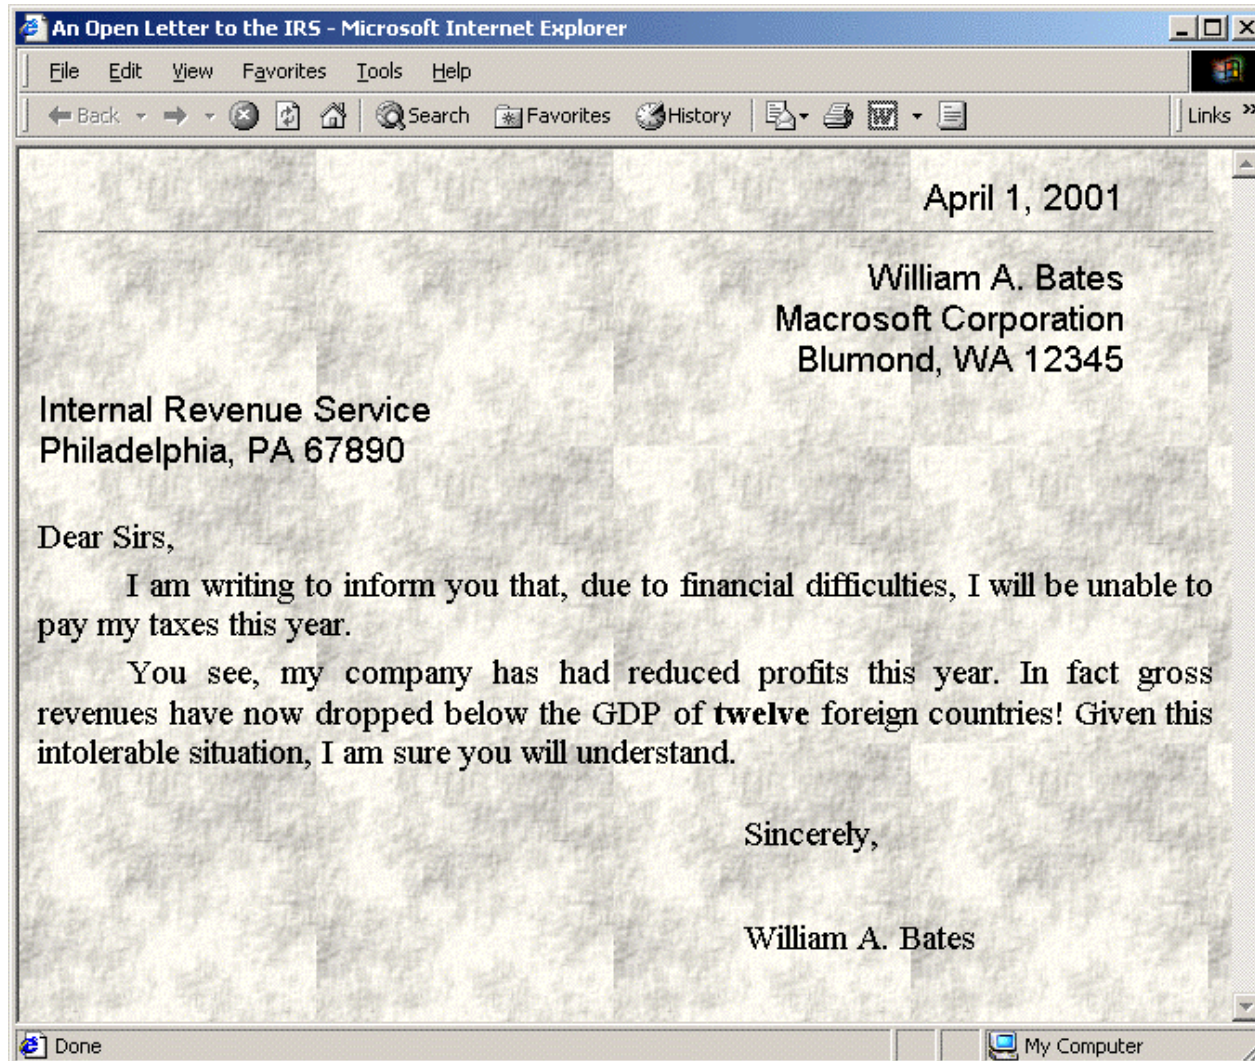 An Open Letter to the IRS - Microsoft Internet Explorer
File Edit View Favorites Tools Help
Back Search Favorites History Links »
April 1, 2001
William A. Bates
Macrosoft Corporation
Blumond, WA 12345
Internal Revenue Service
Philadelphia, PA 67890
Dear Sirs,
I am writing to inform you that, due to financial difficulties, I will be unable to
pay my taxes this year.
You see, my company has had reduced profits this year. In fact gross
revenues have now dropped below the GDP of twelve foreign countries! Given this
intolerable situation, I am sure you will understand.
Sincerely,
William A. Bates
Done My Computer